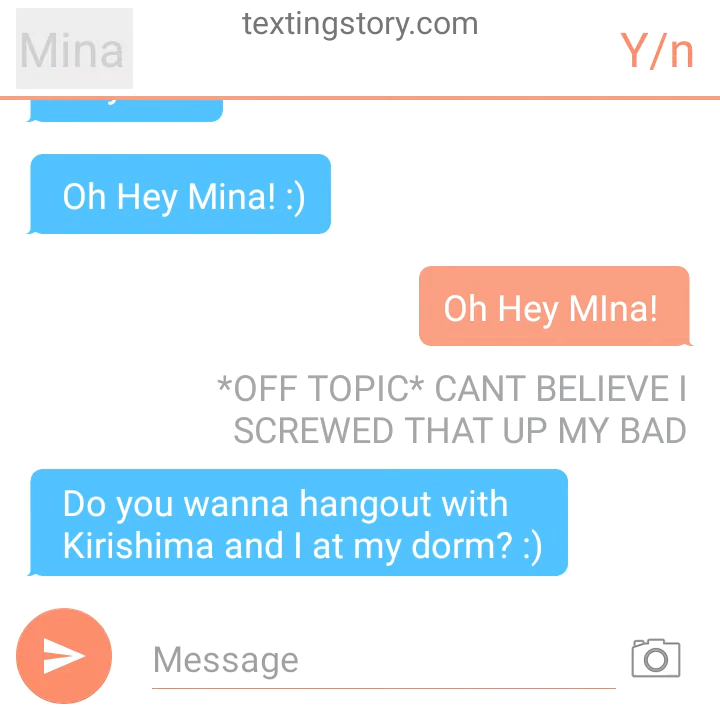 textingstory.com
Mina
Y/n
Oh Hey Mina! :)
Oh Hey MIna!
*OFF TOPIC* CANT BELIEVE I
SCREWED THAT UP MY BAD
Do you wanna hangout with
Kirishima and I at my dorm? :)
Message